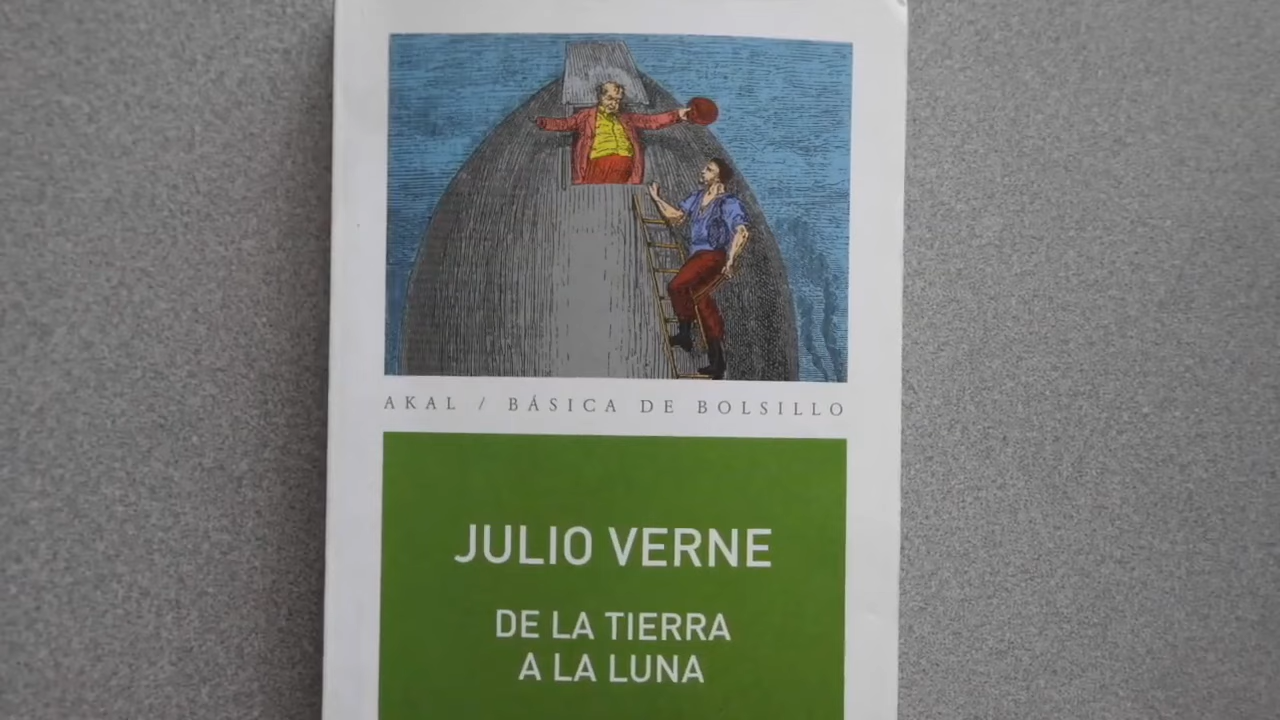 AKAL / BÁSICA DE BOLSILLO
JULIO VERNE
DE LA TIERRA
A LA LUNA